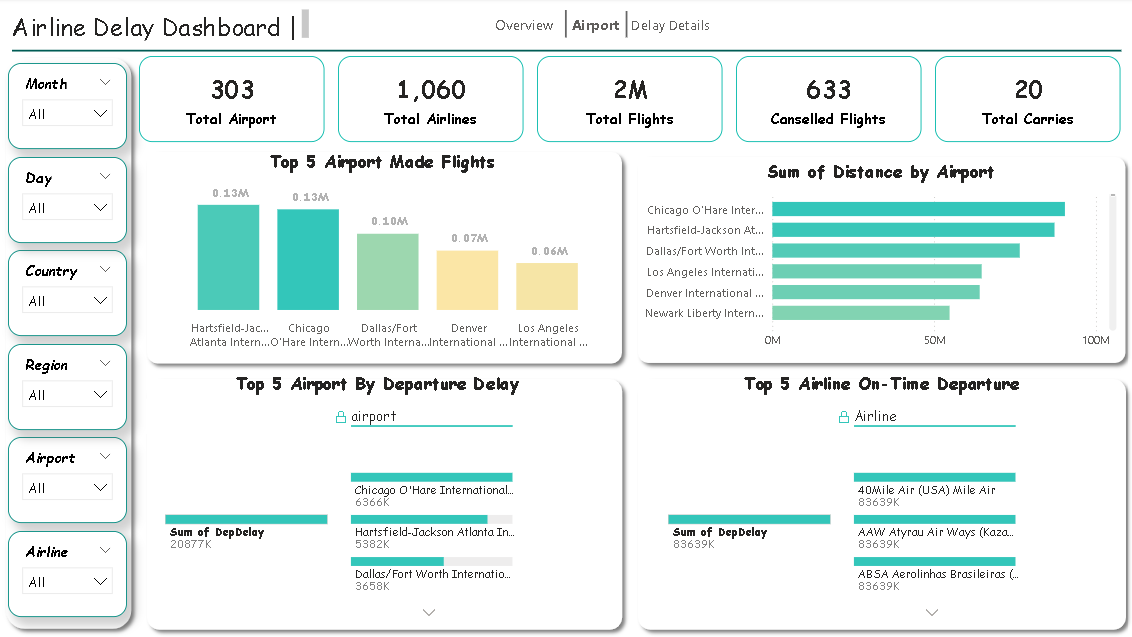 Airline Delay Dashboard |
Overview
Airport
Delay Details
Month
All
Day
All
Country
All
Region
All
Airport
All
Airline
All
303
Total Airport
1,060
Total Airlines
2M
Total Flights
633
Canselled Flights
20
Total Carries
Top 5 Airport Made Flights
0.13M
0.13M
0.10M
0.07M
0.06M
Hartsfield-Jac...
Atlanta Intern...
Chicago
O'Hare Intern...
Dallas/Fort
Worth Interna...
Denver
International ...
Los Angeles
International ...
Sum of Distance by Airport
Chicago O'Hare Inter...
Hartsfield-Jackson At...
Dallas/Fort Worth Int...
Los Angeles Internati...
Denver International ...
Newark Liberty Intern...
0M
50M
100M
Top 5 Airport By Departure Delay
airport
Sum of DepDelay
20877K
Chicago O'Hare International...
6366K
Hartsfield-Jackson Atlanta In...
5382K
Dallas/Fort Worth Internatio...
3658K
Top 5 Airline On-Time Departure
Airline
Sum of DepDelay
83639K
40Mile Air (USA) Mile Air
83639K
AAW Atyrau Air Ways (Kaza...
83639K
ABSA Aerolinhas Brasileiras (...
83639K